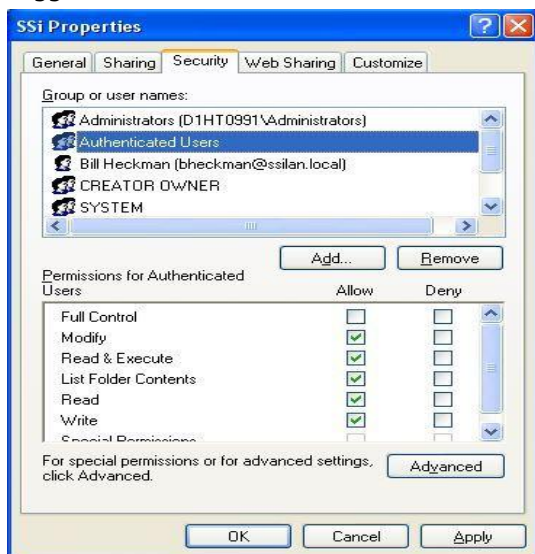 SSi Properties
General Sharing Security Web Sharing Customize
Group or user names:
Administrators (D1HT0991\Administrators)
Authenticated Users
Bill Heckman (bheckman@ssilan.local)
CREATOR OWNER
SYSTEM
Add... Remove
Permissions for Authenticated
Users Allow Deny
Full Control
Modify
Read & Execute
List Folder Contents
Read
Write
Special Permissions
For special permissions or for advanced settings,
click Advanced.
Advanced
OK Cancel Apply